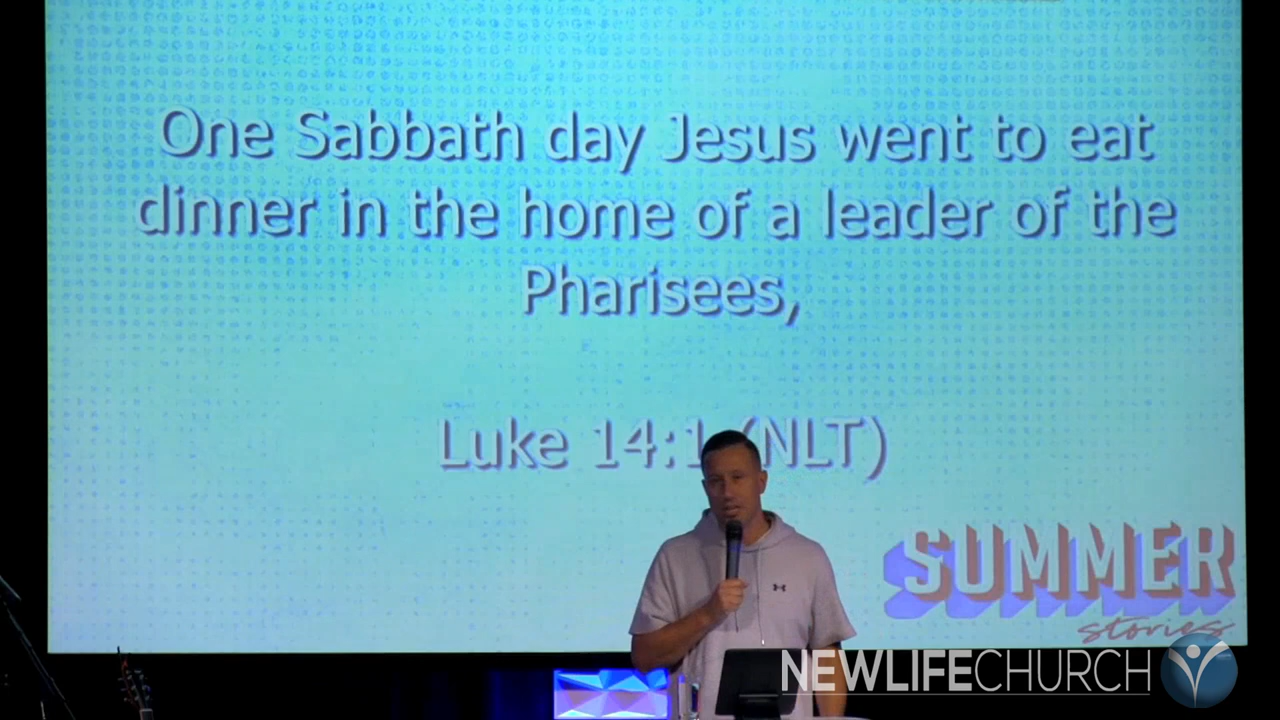 One Sabbath day Jesus went to eat
dinner in the home of a leader of the
Pharisees,
Luke 14:1 (NLT)
SUMMER
stories
NEWLIFECHURCH